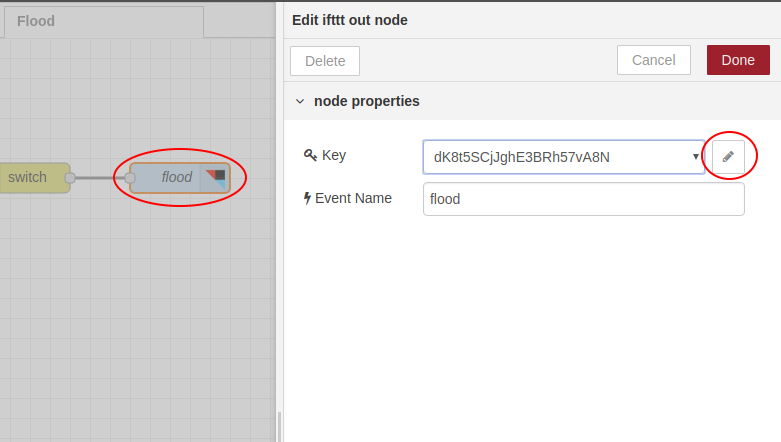 Flood
Edit ifttt out node
Delete
Cancel
Done
node properties
Key
dK8t5SCjJghE3BRh57vA8N
switch
flood
Event Name
flood